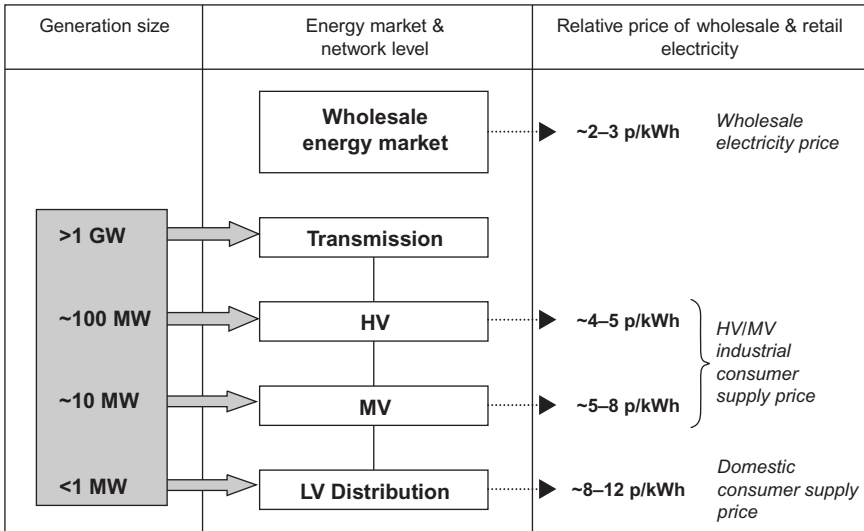 Generation size
Energy market &
network level
Relative price of wholesale & retail
electricity
Wholesale
energy market
~2–3 p/kWh
Wholesale
electricity price
>1 GW
Transmission
~100 MW
HV
~4–5 p/kWh
HV/MV
industrial
consumer
supply price
~10 MW
MV
~5–8 p/kWh
<1 MW
LV Distribution
~8–12 p/kWh
Domestic
consumer supply
price